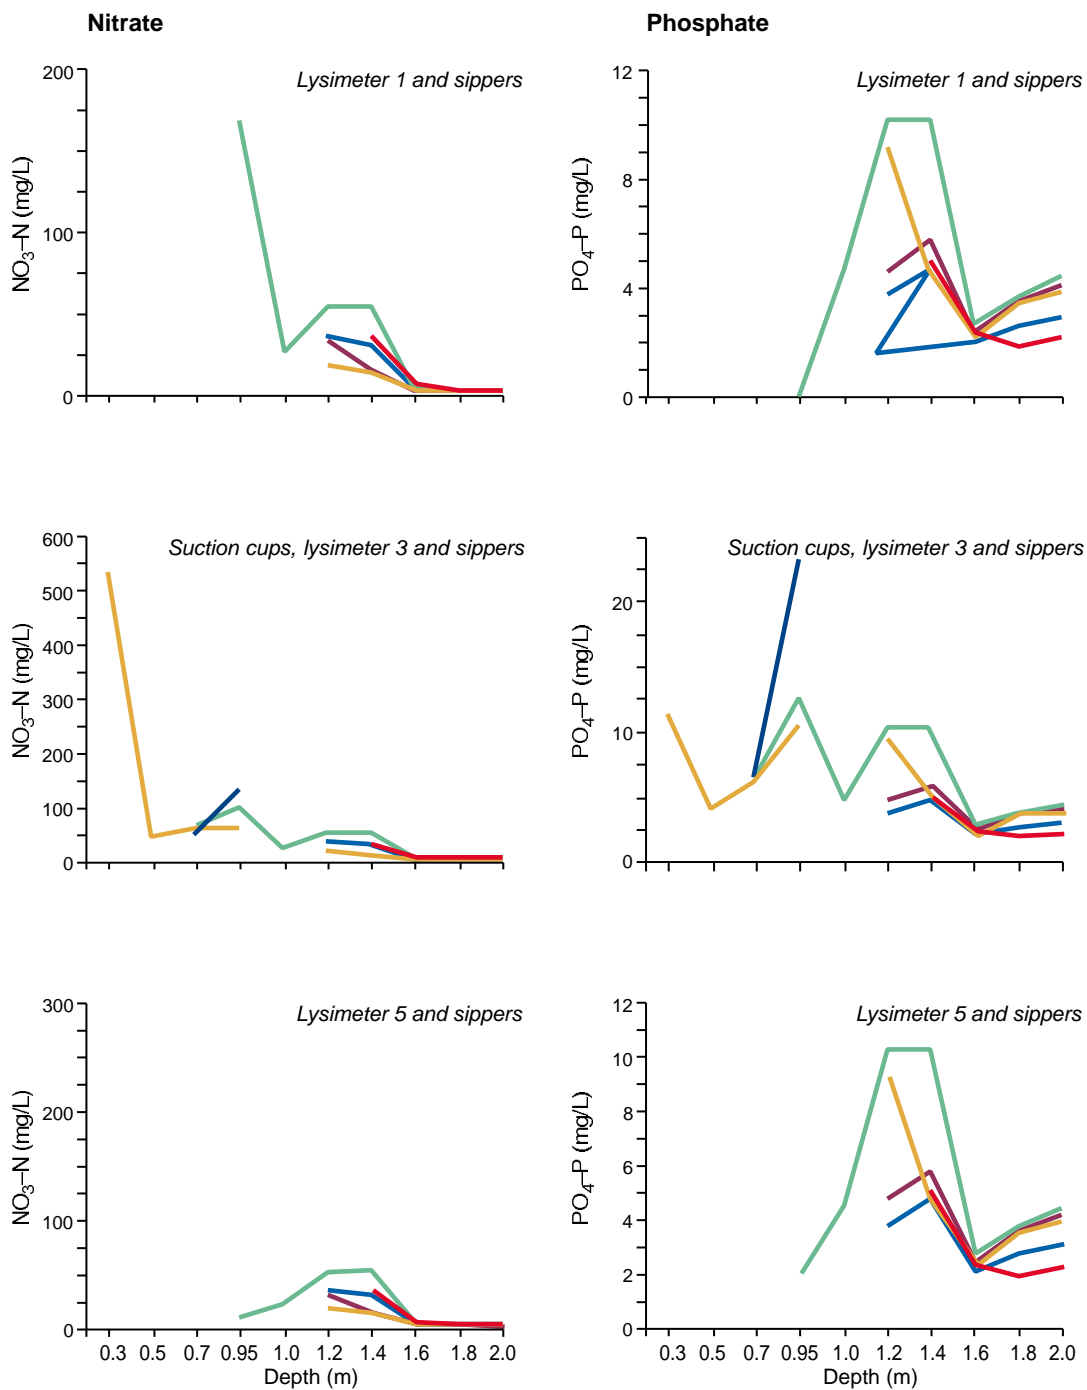 Nitrate
Phosphate
Lysimeter 1 and sippers
NO3–N (mg/L)
200
100
0
Lysimeter 1 and sippers
PO4–P (mg/L)
12
8
4
0
Suction cups, lysimeter 3 and sippers
NO3–N (mg/L)
600
500
400
300
200
100
0
Suction cups, lysimeter 3 and sippers
PO4–P (mg/L)
20
10
0
Lysimeter 5 and sippers
NO3–N (mg/L)
300
200
100
0
0.3 0.5 0.7 0.95 1.0 1.2 1.4 1.6 1.8 2.0
Depth (m)
Lysimeter 5 and sippers
PO4–P (mg/L)
12
10
8
6
4
2
0
0.3 0.5 0.7 0.95 1.0 1.2 1.4 1.6 1.8 2.0
Depth (m)